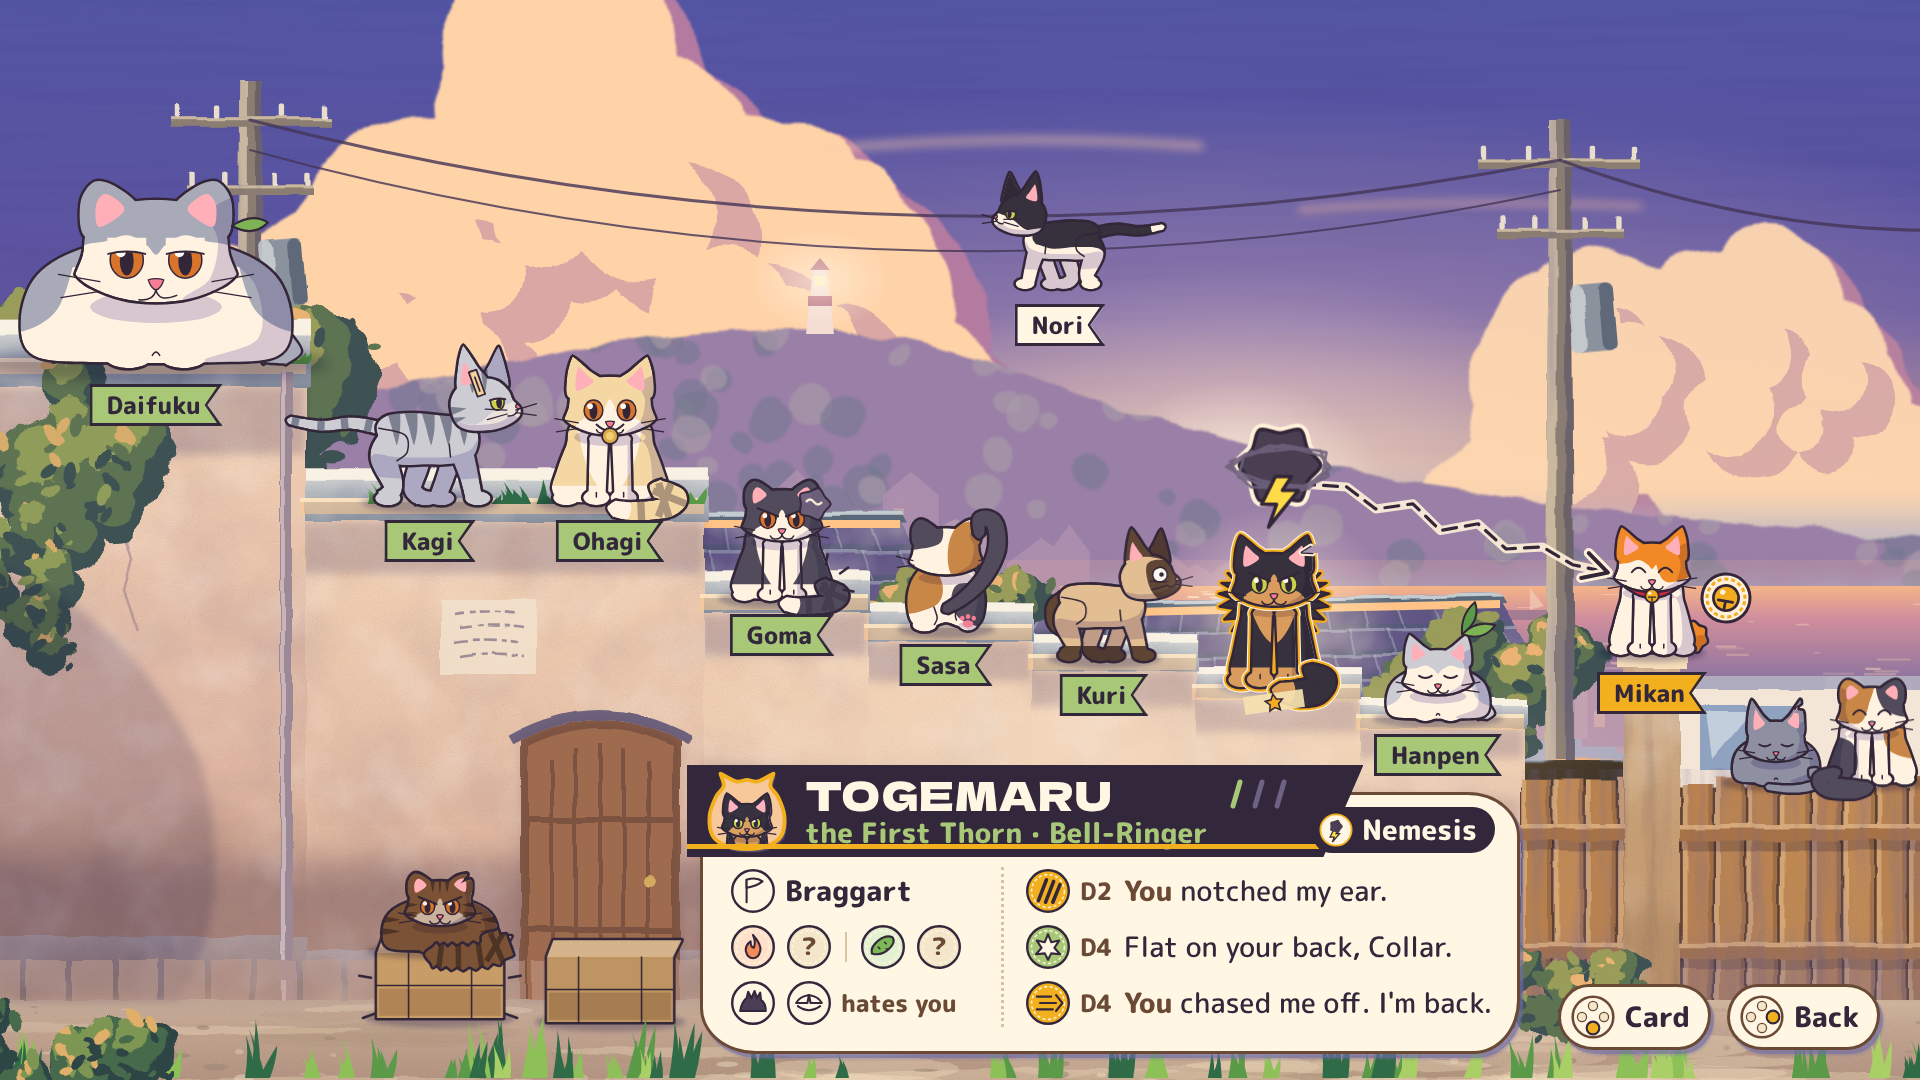 Nori
Daifuku
Kagi
Ohagi
Goma
Sasa
Kuri
Mikan
Hanpen
TOGEMARU
the First Thorn · Bell-Ringer
Nemesis
Braggart
? ?
hates you
D2 You notched my ear.
D4 Flat on your back, Collar.
D4 You chased me off. I'm back.
Card
Back